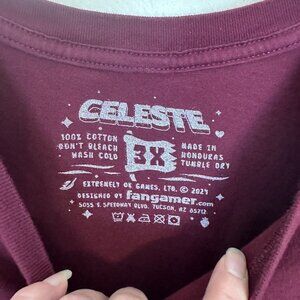 CELESTE
100% COTTON
DON'T BLEACH
WASH COLD
3X
MADE IN
HONDURAS
TUMBLE DRY
EXTREMELY OK GAMES, LTD. © 2021
DESIGNED BY fangamer.com
5055 E. SPEEDWAY BLVD. TUCSON, AZ 85712